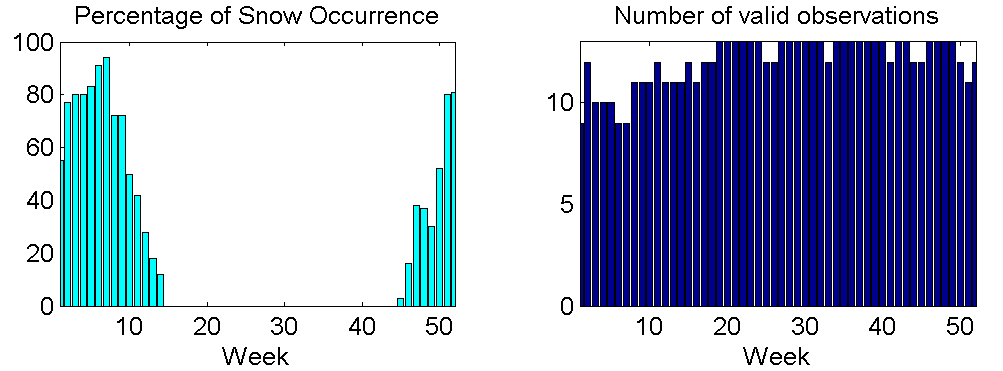 Percentage of Snow Occurrence
100
80
60
40
20
0
10 20 30 40 50
Week
Number of valid observations
10
5
0
10 20 30 40 50
Week